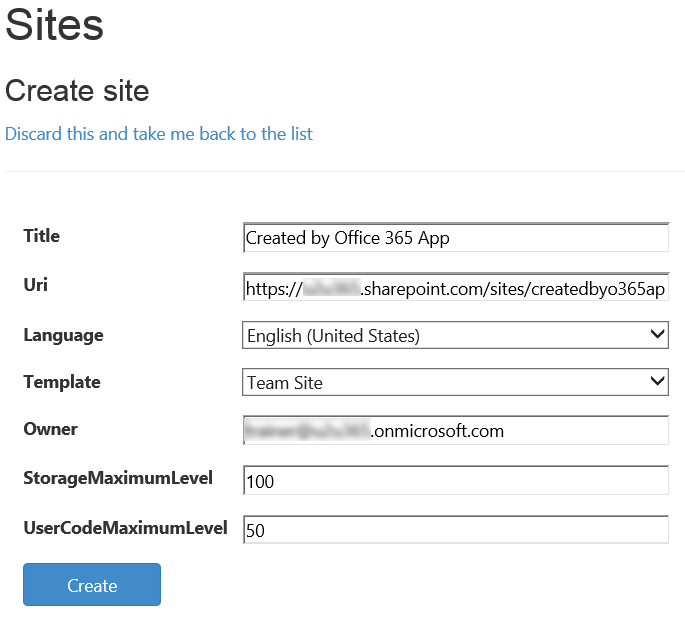 Sites
Create site
Discard this and take me back to the list
Title Created by Office 365 App
Uri https://.sharepoint.com/sites/createdbyo365ap
Language English (United States)
Template Team Site
Owner .onmicrosoft.com
StorageMaximumLevel 100
UserCodeMaximumLevel 50
Create